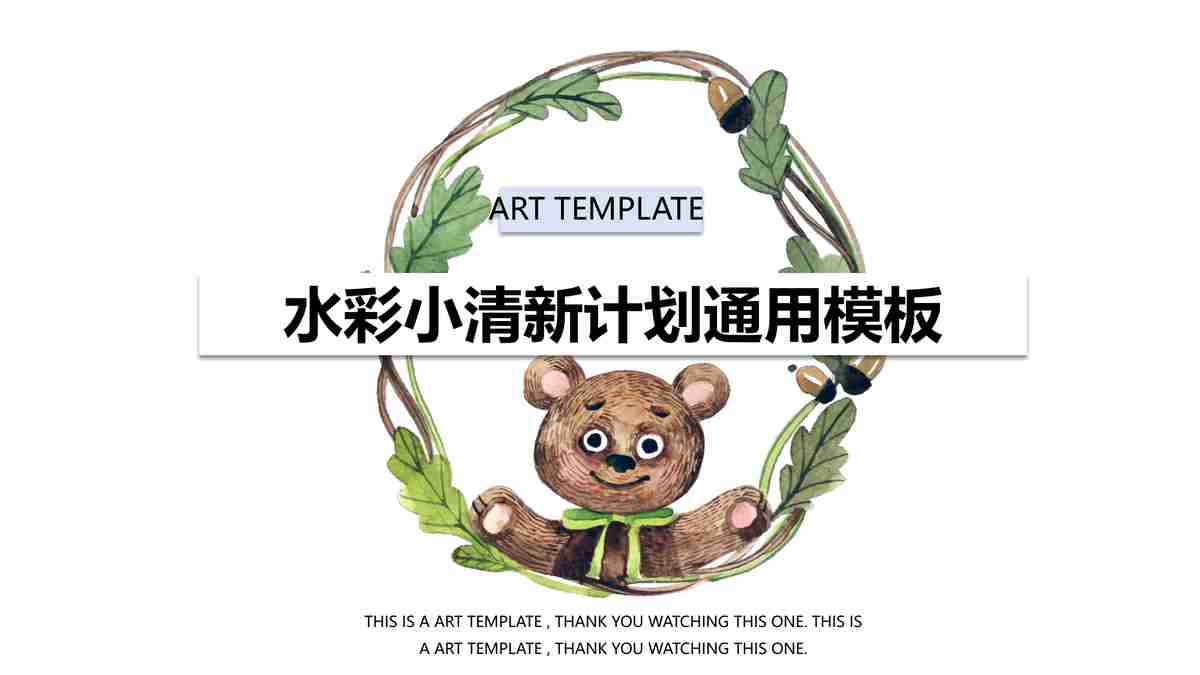 ART TEMPLATE
水彩小清新计划通用模板
THIS IS A ART TEMPLATE , THANK YOU WATCHING THIS ONE. THIS IS
A ART TEMPLATE , THANK YOU WATCHING THIS ONE.